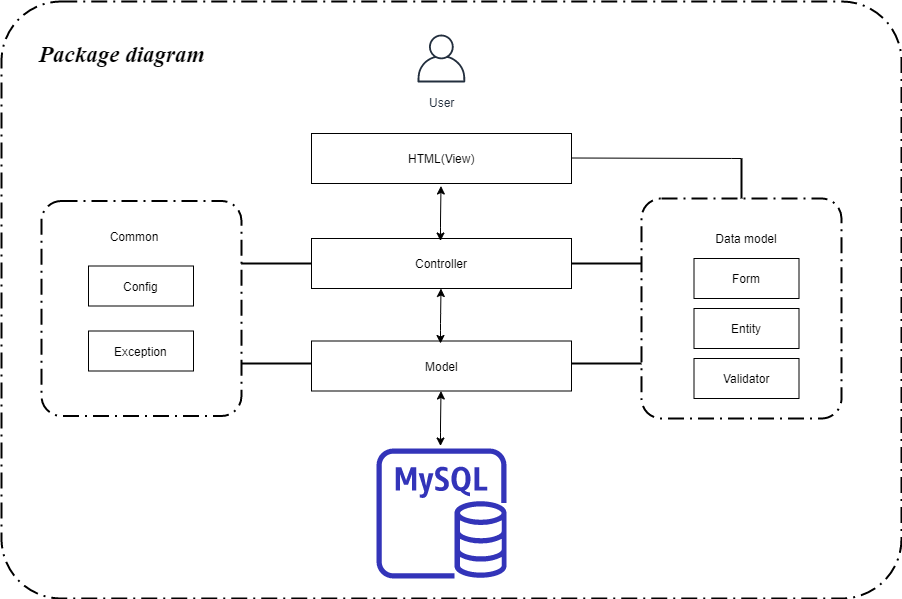 Package diagram
User
HTML(View)
Common
Config
Exception
Controller
Model
Data model
Form
Entity
Validator
MySQL